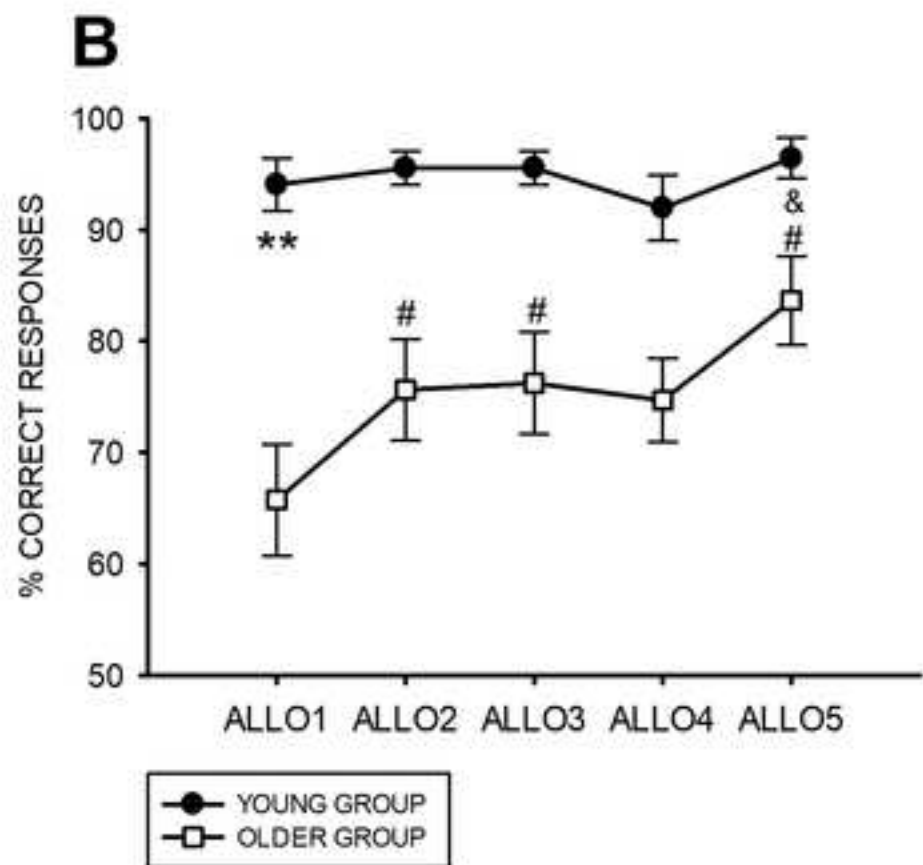 B
% CORRECT RESPONSES
100
90
80
70
60
50
**
#
#
&
#
ALLO1 ALLO2 ALLO3 ALLO4 ALLO5
YOUNG GROUP
OLDER GROUP